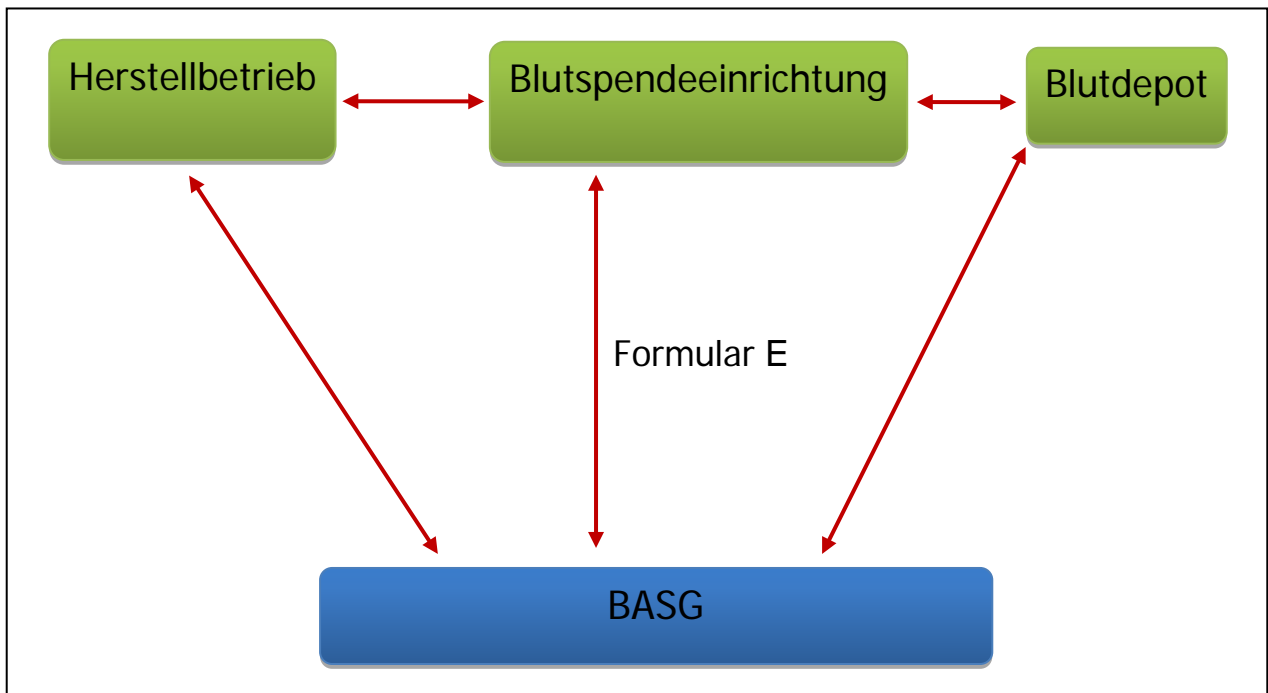 Herstellbetrieb
Blutspendeeinrichtung
Blutdepot
Formular E
BASG